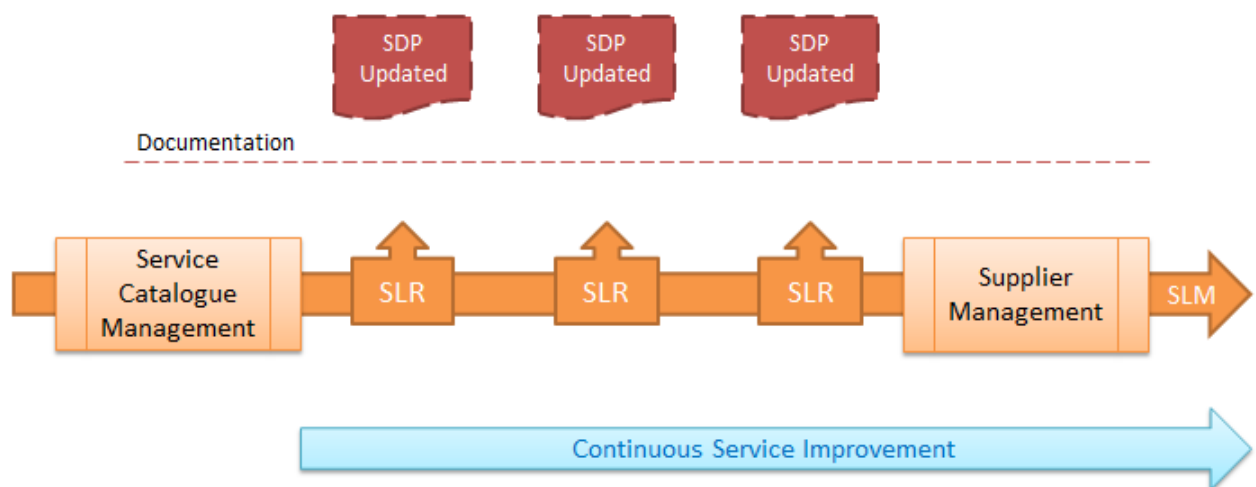 SDP
Updated
SDP
Updated
SDP
Updated
Documentation
Service
Catalogue
Management
SLR
SLR
SLR
Supplier
Management
SLM
Continuous Service Improvement